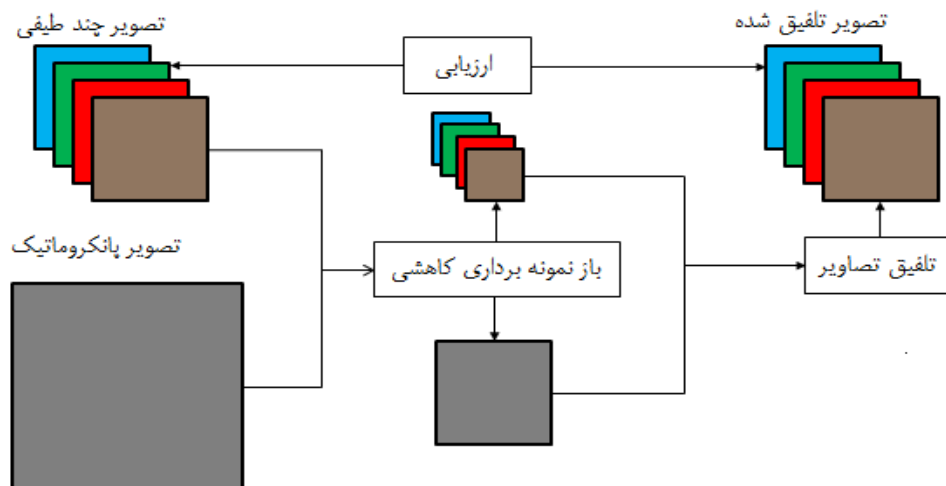 تصویر تلفیق شده
تصویر چند طیفی
ارزیابی
تصویر پانکروماتیک
باز نمونه برداری کاهشی
تلفیق تصاویر